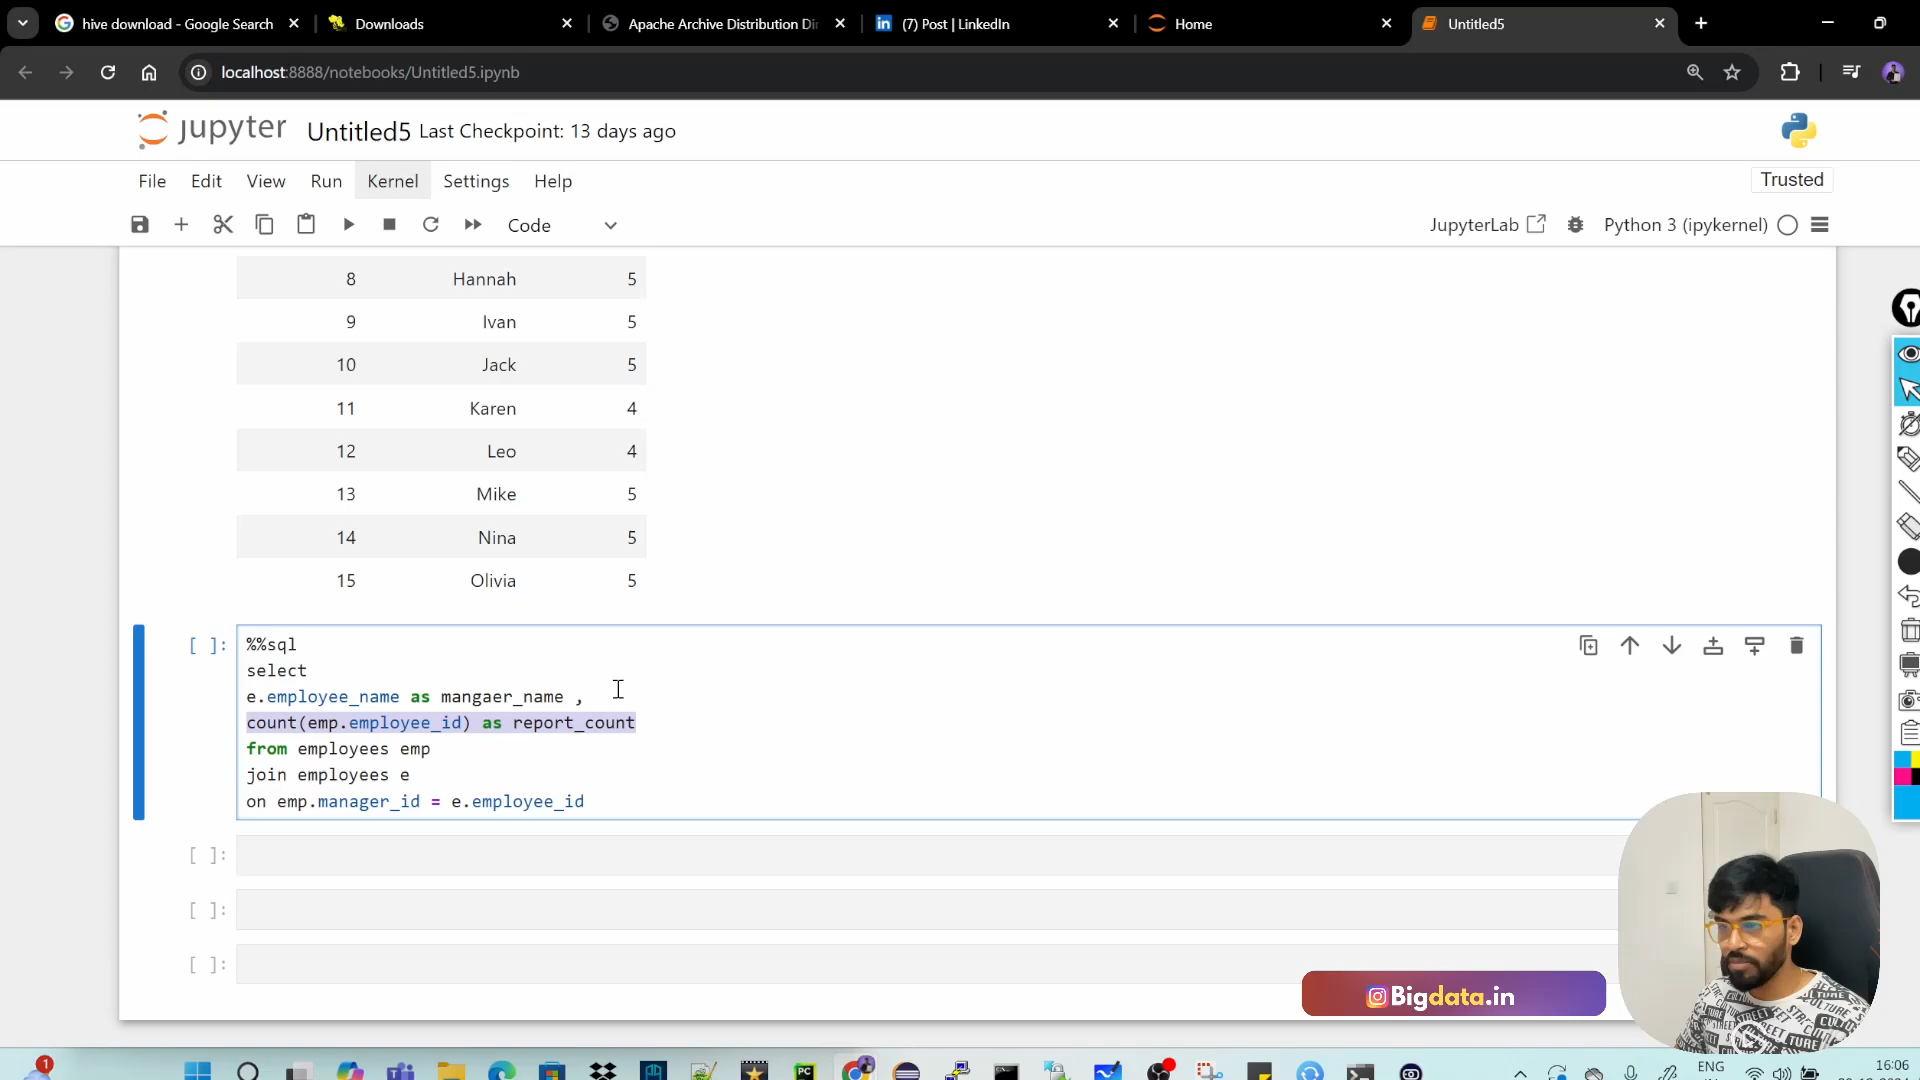 hive download - Google Search
Downloads
Apache Archive Distribution Dir
(7) Post | LinkedIn
Home
Untitled5
localhost:8888/notebooks/Untitled5.ipynb
jupyter Untitled5 Last Checkpoint: 13 days ago
File Edit View Run Kernel Settings Help
Trusted
Code
JupyterLab
Python 3 (ipykernel)
8 Hannah 5
9 Ivan 5
10 Jack 5
11 Karen 4
12 Leo 4
13 Mike 5
14 Nina 5
15 Olivia 5
[ ]:
%%sql
select
e.employee_name as mangaer_name ,
count(emp.employee_id) as report_count
from employees emp
join employees e
on emp.manager_id = e.employee_id
[ ]:
[ ]:
[ ]:
Bigdata.in
1
PC
ENG
16:06